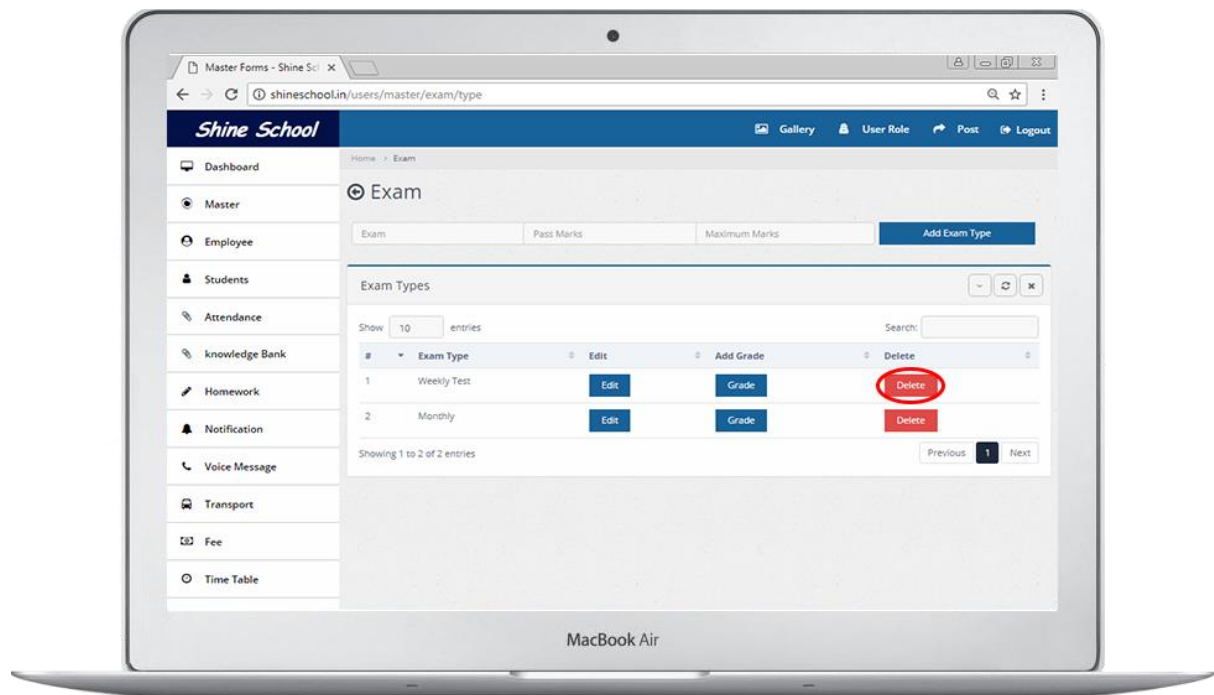 Master Forms - Shine Scl
shineschool.in/users/master/exam/type
Shine School
Gallery User Role Post Logout
Dashboard
Master
Employee
Students
Attendance
knowledge Bank
Homework
Notification
Voice Message
Transport
Fee
Time Table
Home > Exam
Exam
Exam Pass Marks Maximum Marks Add Exam Type
Exam Types
Show 10 entries Search:
# Exam Type Edit Add Grade Delete
1 Weekly Test Edit Grade Delete
2 Monthly Edit Grade Delete
Showing 1 to 2 of 2 entries Previous 1 Next
MacBook Air